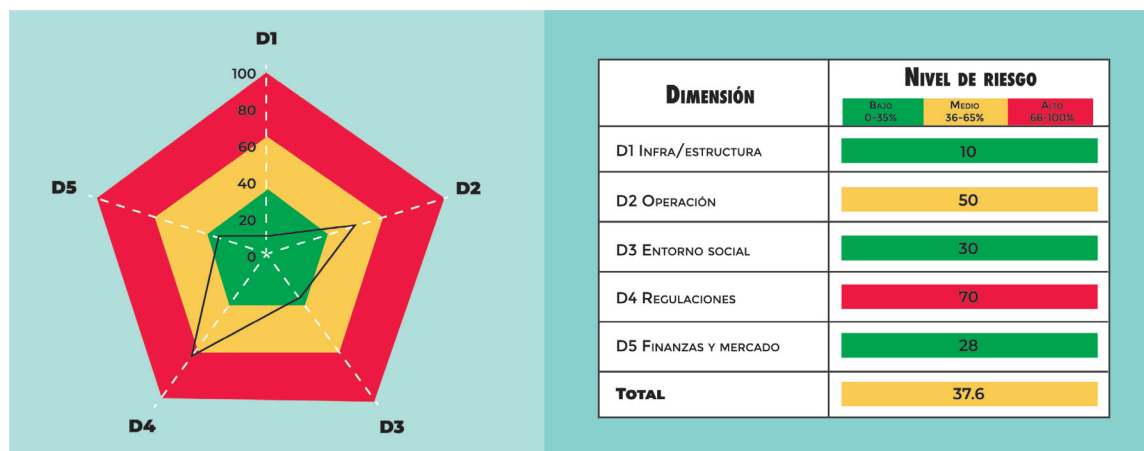 D1
100
80
60
40
20
0
D5
D2
D4
D3
DIMENSIÓN
NIVEL DE RIESGO
BAJO
0-35%
MEDIO
36-65%
ALTO
66-100%
D1 INFRA/ESTRUCTURA
10
D2 OPERACIÓN
50
D3 ENTORNO SOCIAL
30
D4 REGULACIONES
70
D5 FINANZAS Y MERCADO
28
TOTAL
37.6